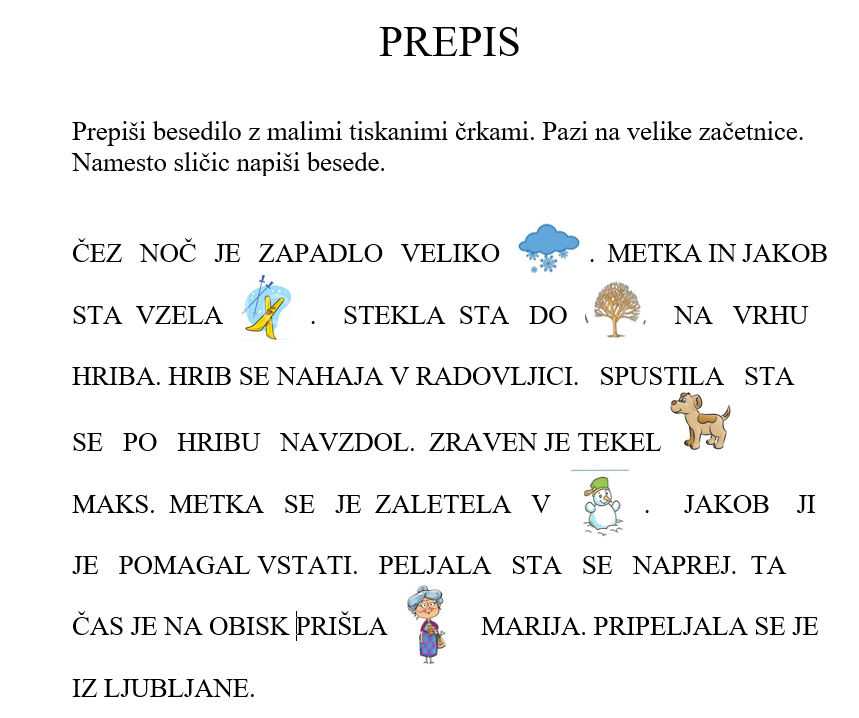 PREPIS
Prepiši besedilo z malimi tiskanimi črkami. Pazi na velike začetnice.
Namesto sličic napiši besede.
ČEZ NOČ JE ZAPADLO VELIKO . METKA IN JAKOB
STA VZELA . STEKLA STA DO NA VRHU
HRIBA. HRIB SE NAHAJA V RADOVLJICI. SPUSTILA STA
SE PO HRIBU NAVZDOL. ZRAVEN JE TEKEL
MAKS. METKA SE JE ZALETELA V . JAKOB JI
JE POMAGAL VSTATI. PELJALA STA SE NAPREJ. TA
ČAS JE NA OBISK PRIŠLA MARIJA. PRIPELJALA SE JE
IZ LJUBLJANE.